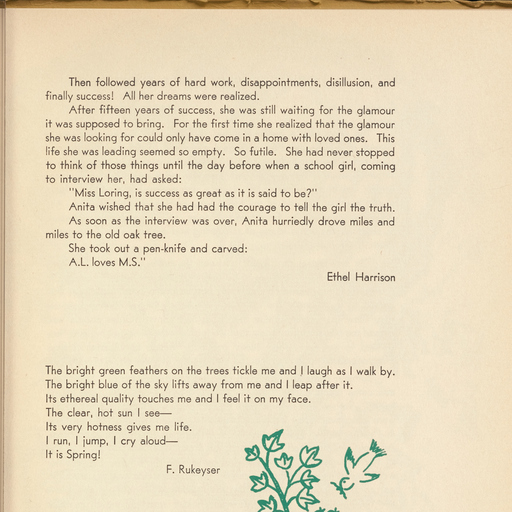 Then followed years of hard work, disappointments, disillusion, and
finally success! All her dreams were realized.
After fifteen years of success, she was still waiting for the glamour
it was supposed to bring. For the first time she realized that the glamour
she was looking for could only have come in a home with loved ones. This
life she was leading seemed so empty. So futile. She had never stopped
to think of those things until the day before when a school girl, coming
to interview her, had asked:
"Miss Loring, is success as great as it is said to be?"
Anita wished that she had had the courage to tell the girl the truth.
As soon as the interview was over, Anita hurriedly drove miles and
miles to the old oak tree.
She took out a pen-knife and carved:
A.L. loves M.S."
Ethel Harrison
The bright green feathers on the trees tickle me and I laugh as I walk by.
The bright blue of the sky lifts away from me and I leap after it.
Its ethereal quality touches me and I feel it on my face.
The clear, hot sun I see—
Its very hotness gives me life.
I run, I jump, I cry aloud—
It is Spring!
F. Rukeyser